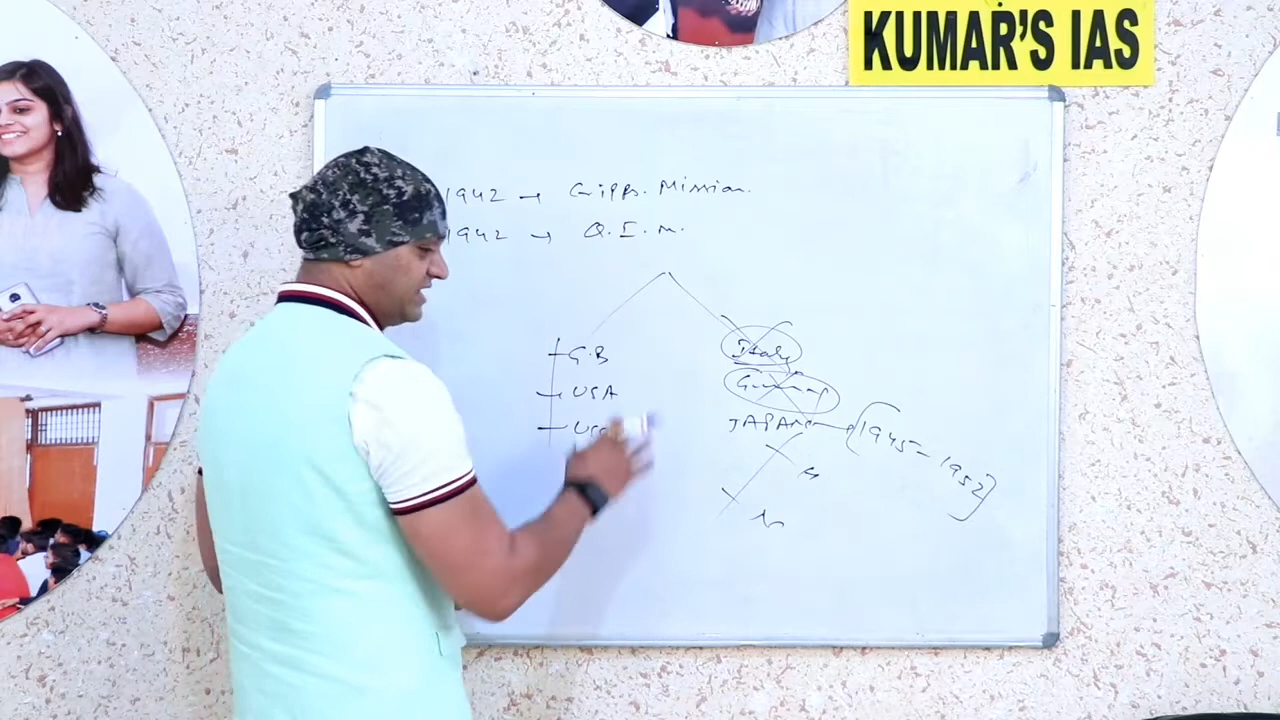 KUMAR'S IAS
1942 → Cripps. Mission.
1942 → Q.I.M.
G.B
USA
Italy
Germany
JAPAN → [1945-1952]
H
N